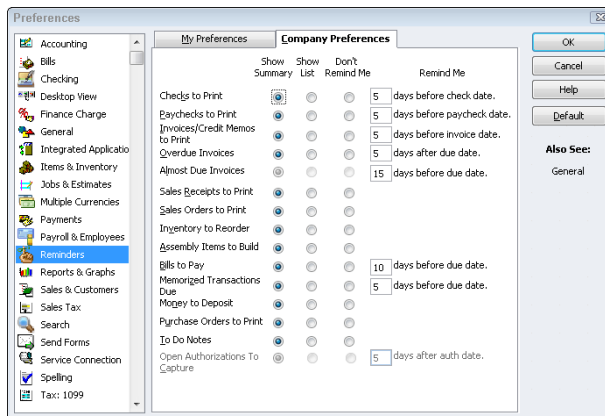 Preferences
Accounting
Bills
Checking
Desktop View
Finance Charge
General
Integrated Applicatio
Items & Inventory
Jobs & Estimates
Multiple Currencies
Payments
Payroll & Employees
Reminders
Reports & Graphs
Sales & Customers
Sales Tax
Search
Send Forms
Service Connection
Spelling
Tax: 1099
My Preferences
Company Preferences
Show Summary
Show List
Don't Remind Me
Remind Me
Checks to Print 5 days before check date.
Paychecks to Print 5 days before paycheck date.
Invoices/Credit Memos to Print 5 days before invoice date.
Overdue Invoices 5 days after due date.
Almost Due Invoices 15 days before due date.
Sales Receipts to Print
Sales Orders to Print
Inventory to Reorder
Assembly Items to Build
Bills to Pay 10 days before due date.
Memorized Transactions Due 5 days before due date.
Money to Deposit
Purchase Orders to Print
To Do Notes
Open Authorizations To Capture 5 days after auth date.
OK
Cancel
Help
Default
Also See:
General